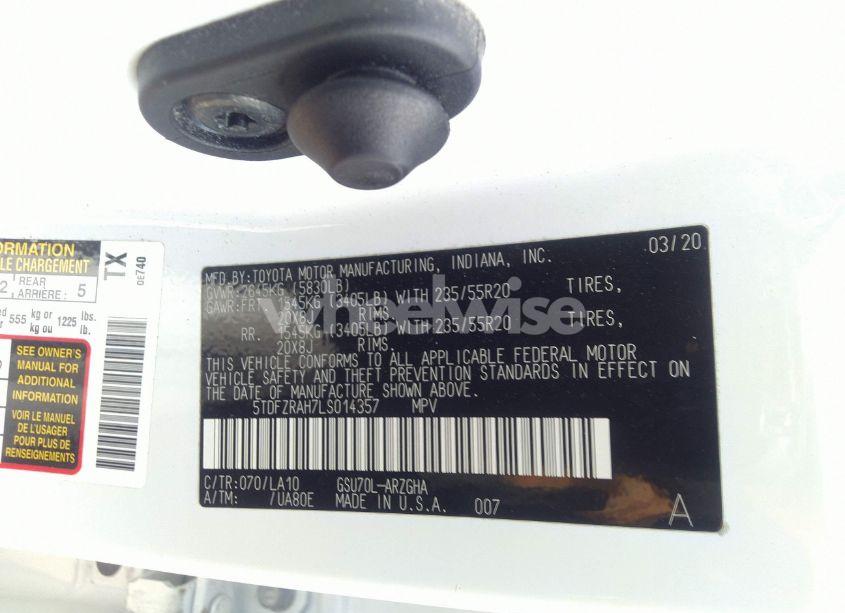 ORMATION
LE CHARGEMENT
TX
0E740
2 REAR 5
ARRIÈRE:
555 kg or 1225 lbs.
kg ou lb.
SEE OWNER'S
MANUAL FOR
ADDITIONAL
INFORMATION
VOIR LE MANUEL
DE L'USAGER
POUR PLUS DE
RENSEIGNEMENTS
03/20
MFD.BY:TOYOTA MOTOR MANUFACTURING, INDIANA, INC.
GVWR:2645KG (5830LB)
GAWR:FRT. 1545KG (3405LB) WITH 235/55R20 TIRES,
20X8J RIMS.
RR. 1545KG (3405LB) WITH 235/55R20 TIRES,
20X8J RIMS.
THIS VEHICLE CONFORMS TO ALL APPLICABLE FEDERAL MOTOR
VEHICLE SAFETY AND THEFT PREVENTION STANDARDS IN EFFECT ON
THE DATE OF MANUFACTURE SHOWN ABOVE.
5TDFZRAH7LS014357 MPV
C/TR:070/LA10 GSU70L-ARZGHA
A/TM: /UA80E MADE IN U.S.A. 007
A
wheelwise